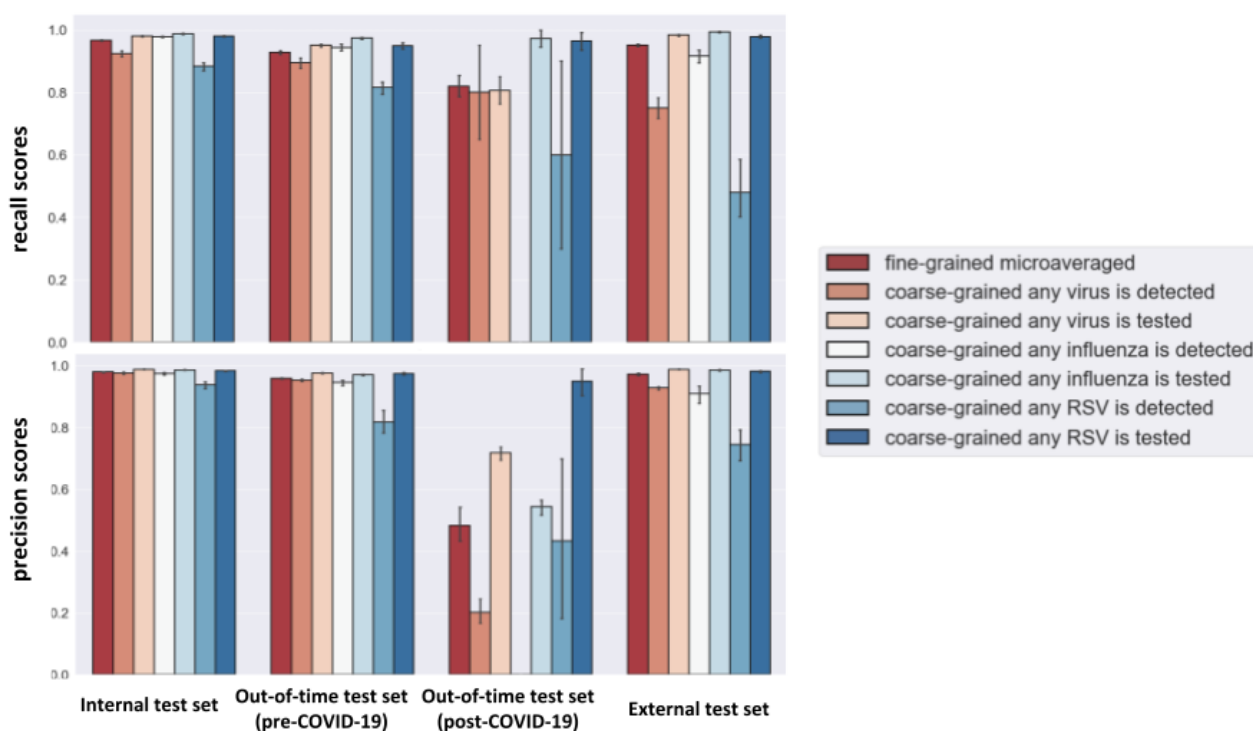 recall scores
1.0
0.8
0.6
0.4
0.2
0.0
precision scores
1.0
0.8
0.6
0.4
0.2
0.0
Internal test set
Out-of-time test set
(pre-COVID-19)
Out-of-time test set
(post-COVID-19)
External test set
fine-grained microaveraged
coarse-grained any virus is detected
coarse-grained any virus is tested
coarse-grained any influenza is detected
coarse-grained any influenza is tested
coarse-grained any RSV is detected
coarse-grained any RSV is tested